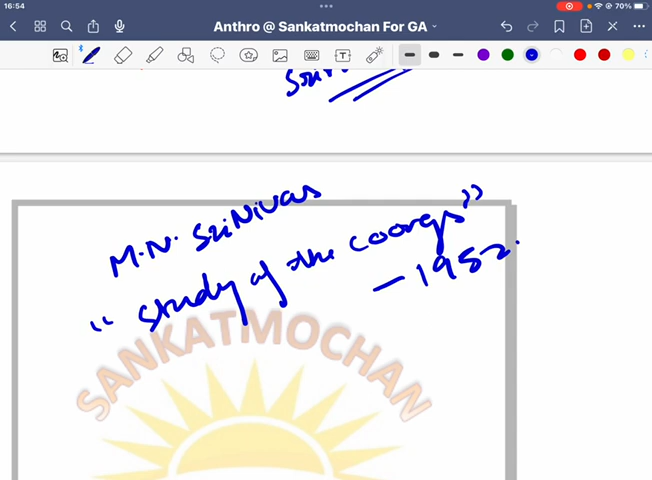 16:54
70%
Anthro @ Sankatmochan For GA
M.N. SriNivas
" Study of the coorgs"
— 1952.
SANKATMOCHAN